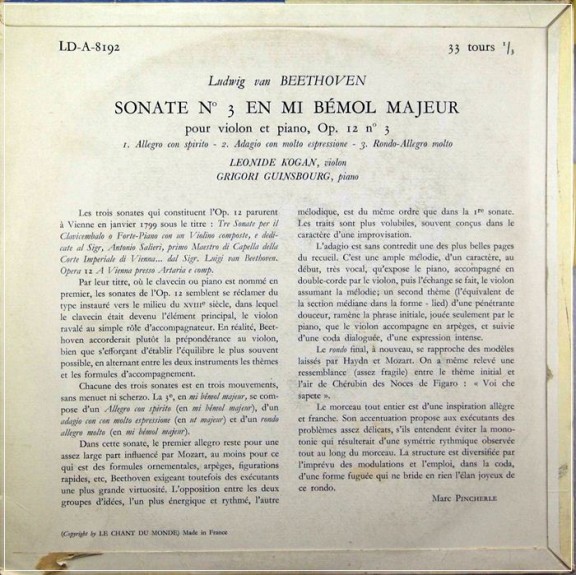 LD-A-8192
33 tours 1/3
Ludwig van BEETHOVEN
SONATE No 3 EN MI BÉMOL MAJEUR
pour violon et piano, Op. 12 n° 3
1. Allegro con spirito - 2. Adagio con molto espressione - 3. Rondo-Allegro molto
LEONIDE KOGAN, violon
GRIGORI GUINSBOURG, piano
Les trois sonates qui constituent l'Op. 12 parurent
à Vienne en janvier 1799 sous le titre : Tre Sonate per il
Clavicembalo o Forte-Piano con un Violino composte, e dedi-
cate al Sigr, Antonio Salieri, primo Maestro di Capella della
Corte Imperiale di Vienna... dal Sigr. Luigi van Beethoven.
Opera 12 A Vienna presso Artaria e comp.
Par leur titre, où le clavecin ou piano est nommé en
premier, les sonates de l'Op. 12 semblent se réclamer du
type instauré vers le milieu du XVIIIe siècle, dans lequel
le clavecin était devenu l'élément principal, le violon
ravalé au simple rôle d'accompagnateur. En réalité, Beet-
hoven accorderait plutôt la prépondérance au violon,
bien que s'efforçant d'établir l'équilibre le plus souvent
possible, en alternant entre les deux instruments les thèmes
et les formules d'accompagnement.
Chacune des trois sonates est en trois mouvements,
sans menuet ni scherzo. La 3e, en mi bémol majeur, se com-
pose d'un Allegro con spirito (en mi bémol majeur), d'un
adagio con molto espressione (en ut majeur) et d'un rondo
allegro molto (en mi bémol majeur).
Dans cette sonate, le premier allegro reste pour une
assez large part influencé par Mozart, au moins pour ce
qui est des formules ornementales, arpèges, figurations
rapides, etc, Beethoven exigeant toutefois des exécutants
une plus grande virtuosité. L'opposition entre les deux
groupes d'idées, l'un plus énergique et rythmé, l'autre
mélodique, est du même ordre que dans la 1re sonate.
Les traits sont plus volubiles, souvent conçus dans le
caractère d'une improvisation.
L'adagio est sans contredit une des plus belles pages
du recueil. C'est une ample mélodie, d'un caractère, au
début, très vocal, qu'expose le piano, accompagné en
double-corde par le violon, puis l'échange se fait, le violon
assumant la mélodie; un second thème (l'équivalent de
la section médiane dans la forme - lied) d'une pénétrante
douceur, ramène la phrase initiale, jouée seulement par le
piano, que le violon accompagne en arpèges, et suivie
d'une coda dialoguée, d'une expression intense.
Le rondo final, à nouveau, se rapproche des modèles
laissés par Haydn et Mozart. On a même relevé une
ressemblance (assez fragile) entre le thème initial et
l'air de Chérubin des Noces de Figaro : « Voi che
sapete ».
Le morceau tout entier est d'une inspiration allègre
et franche. Son accentuation propose aux exécutants des
problèmes assez délicats, s'ils entendent éviter la mono-
tonie qui résulterait d'une symétrie rythmique observée
tout au long du morceau. La structure est diversifiée par
l'imprévu des modulations et l'emploi, dans la coda,
d'une forme fuguée qui ne bride en rien l'élan joyeux de
ce rondo.
Marc PINCHERLE
(Copyright by LE CHANT DU MONDE) Made in France